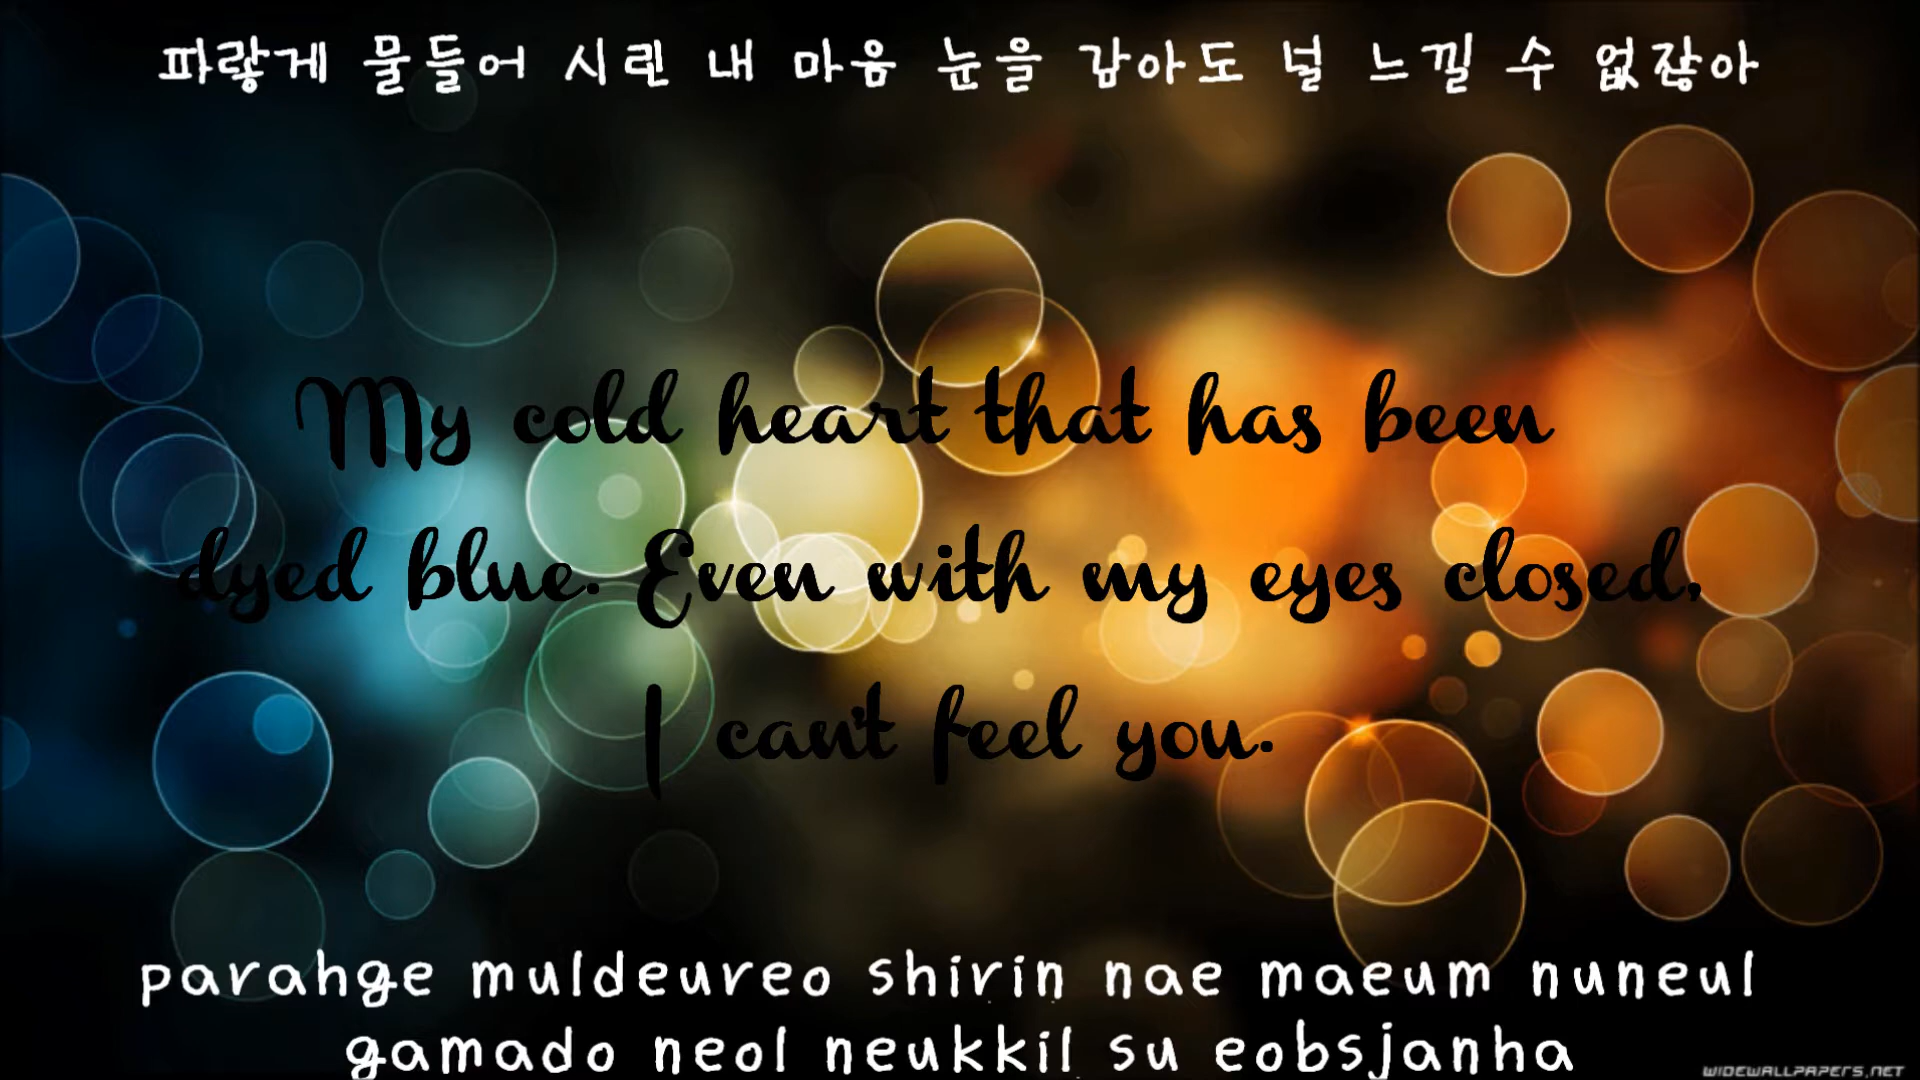 파랗게 물들어 시린 내 마음 눈을 감아도 널 느낄 수 없잖아
My cold heart that has been
dyed blue. Even with my eyes closed,
I can't feel you.
parahge muldeureo shirin nae maeum nuneul
gamado neol neukkil su eobsjanha
WIDEWALLPAPERS.NET